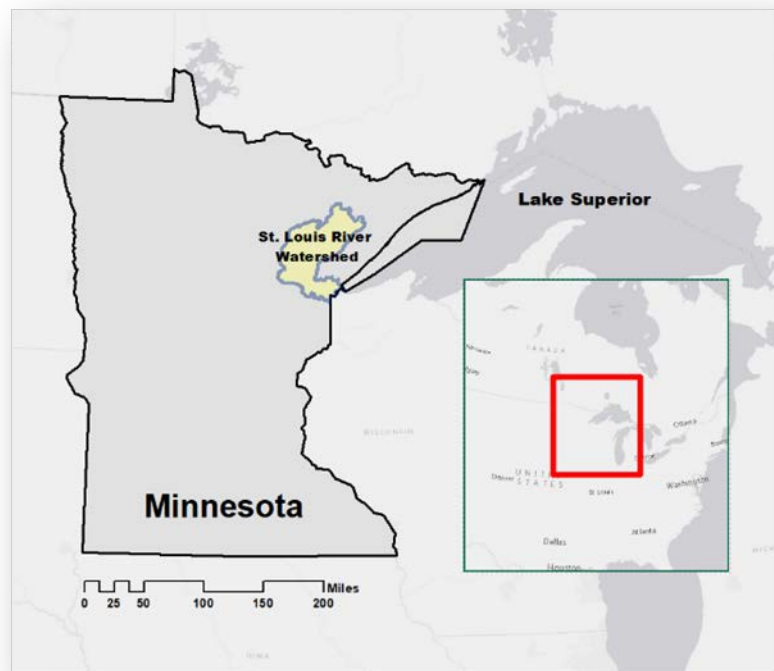 Lake Superior
St. Louis River
Watershed
CANADA
Ottawa
WISCONSIN
UNITED
STATES
Denver
St Louis
Washington
Minnesota
Atlanta
Dallas
Houston
Miles
0 25 50 100 150 200
IOWA